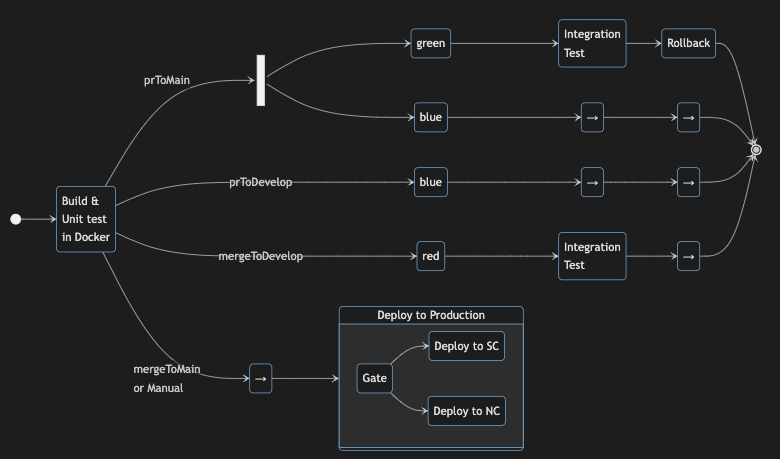 green
Integration
Test
Rollback
prToMain
blue
→
→
Build &
Unit test
in Docker
prToDevelop
blue
→
→
mergeToDevelop
red
Integration
Test
→
Deploy to Production
mergeToMain
or Manual
→
Gate
Deploy to SC
Deploy to NC